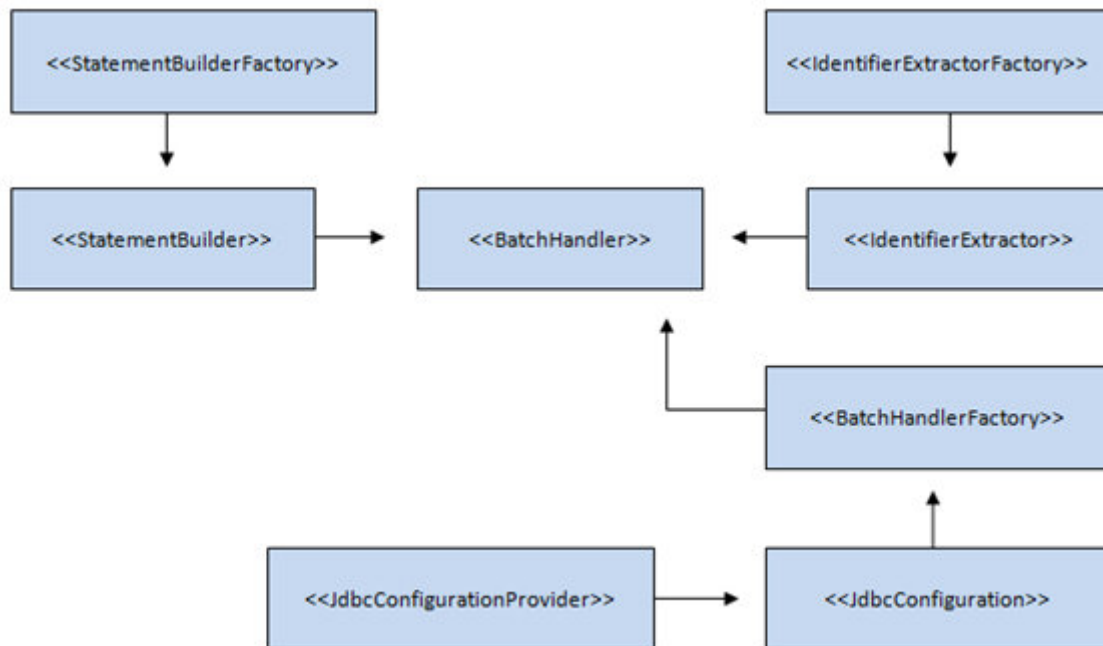 <<StatementBuilderFactory>>
<<IdentifierExtractorFactory>>
<<StatementBuilder>>
<<BatchHandler>>
<<IdentifierExtractor>>
<<BatchHandlerFactory>>
<<JdbcConfigurationProvider>>
<<JdbcConfiguration>>